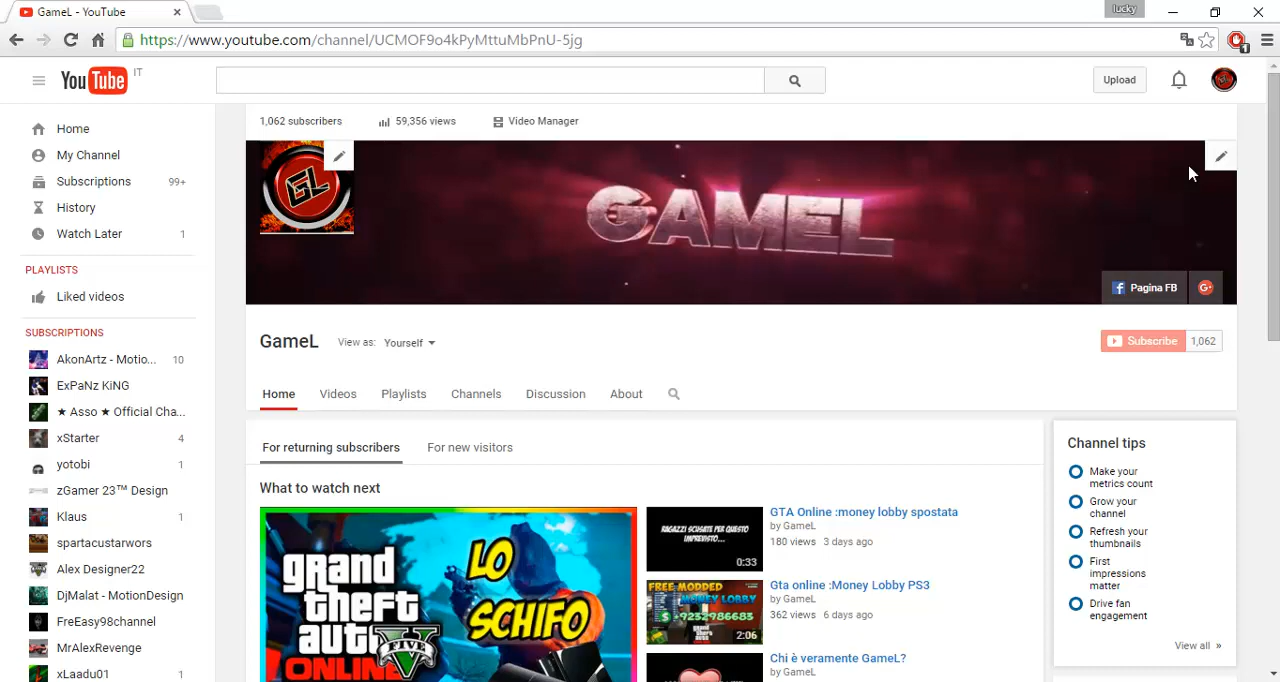 GameL - YouTube
lucky
https://www.youtube.com/channel/UCMOF9o4kPyMttuMbPnU-5jg
YouTube IT
Upload
Home
My Channel
Subscriptions 99+
History
Watch Later 1
PLAYLISTS
Liked videos
SUBSCRIPTIONS
AkonArtz - Motio... 10
ExPaNz KiNG
★ Asso ★ Official Cha...
xStarter 4
yotobi 1
zGamer 23™ Design
Klaus 1
spartacustarwors
Alex Designer22
DjMalat - MotionDesign
FreEasy98channel
MrAlexRevenge
xLaadu01 1
1,062 subscribers 59,356 views Video Manager
GL
GAMEL
Pagina FB
GameL View as: Yourself
Subscribe 1,062
Home Videos Playlists Channels Discussion About
For returning subscribers For new visitors
What to watch next
grand
theft
auto
V
FIVE
ONLINE
LO
SCHIFO
RAGAZZI SCUSATE PER QUESTO
IMPREVISTO...
0:33
GTA Online :money lobby spostata
by GameL
180 views 3 days ago
FREE MODDED
MONEY LOBBY
2:06
Gta online :Money Lobby PS3
by GameL
362 views 6 days ago
Chi è veramente GameL?
by GameL
Channel tips
Make your
metrics count
Grow your
channel
Refresh your
thumbnails
First
impressions
matter
Drive fan
engagement
View all »